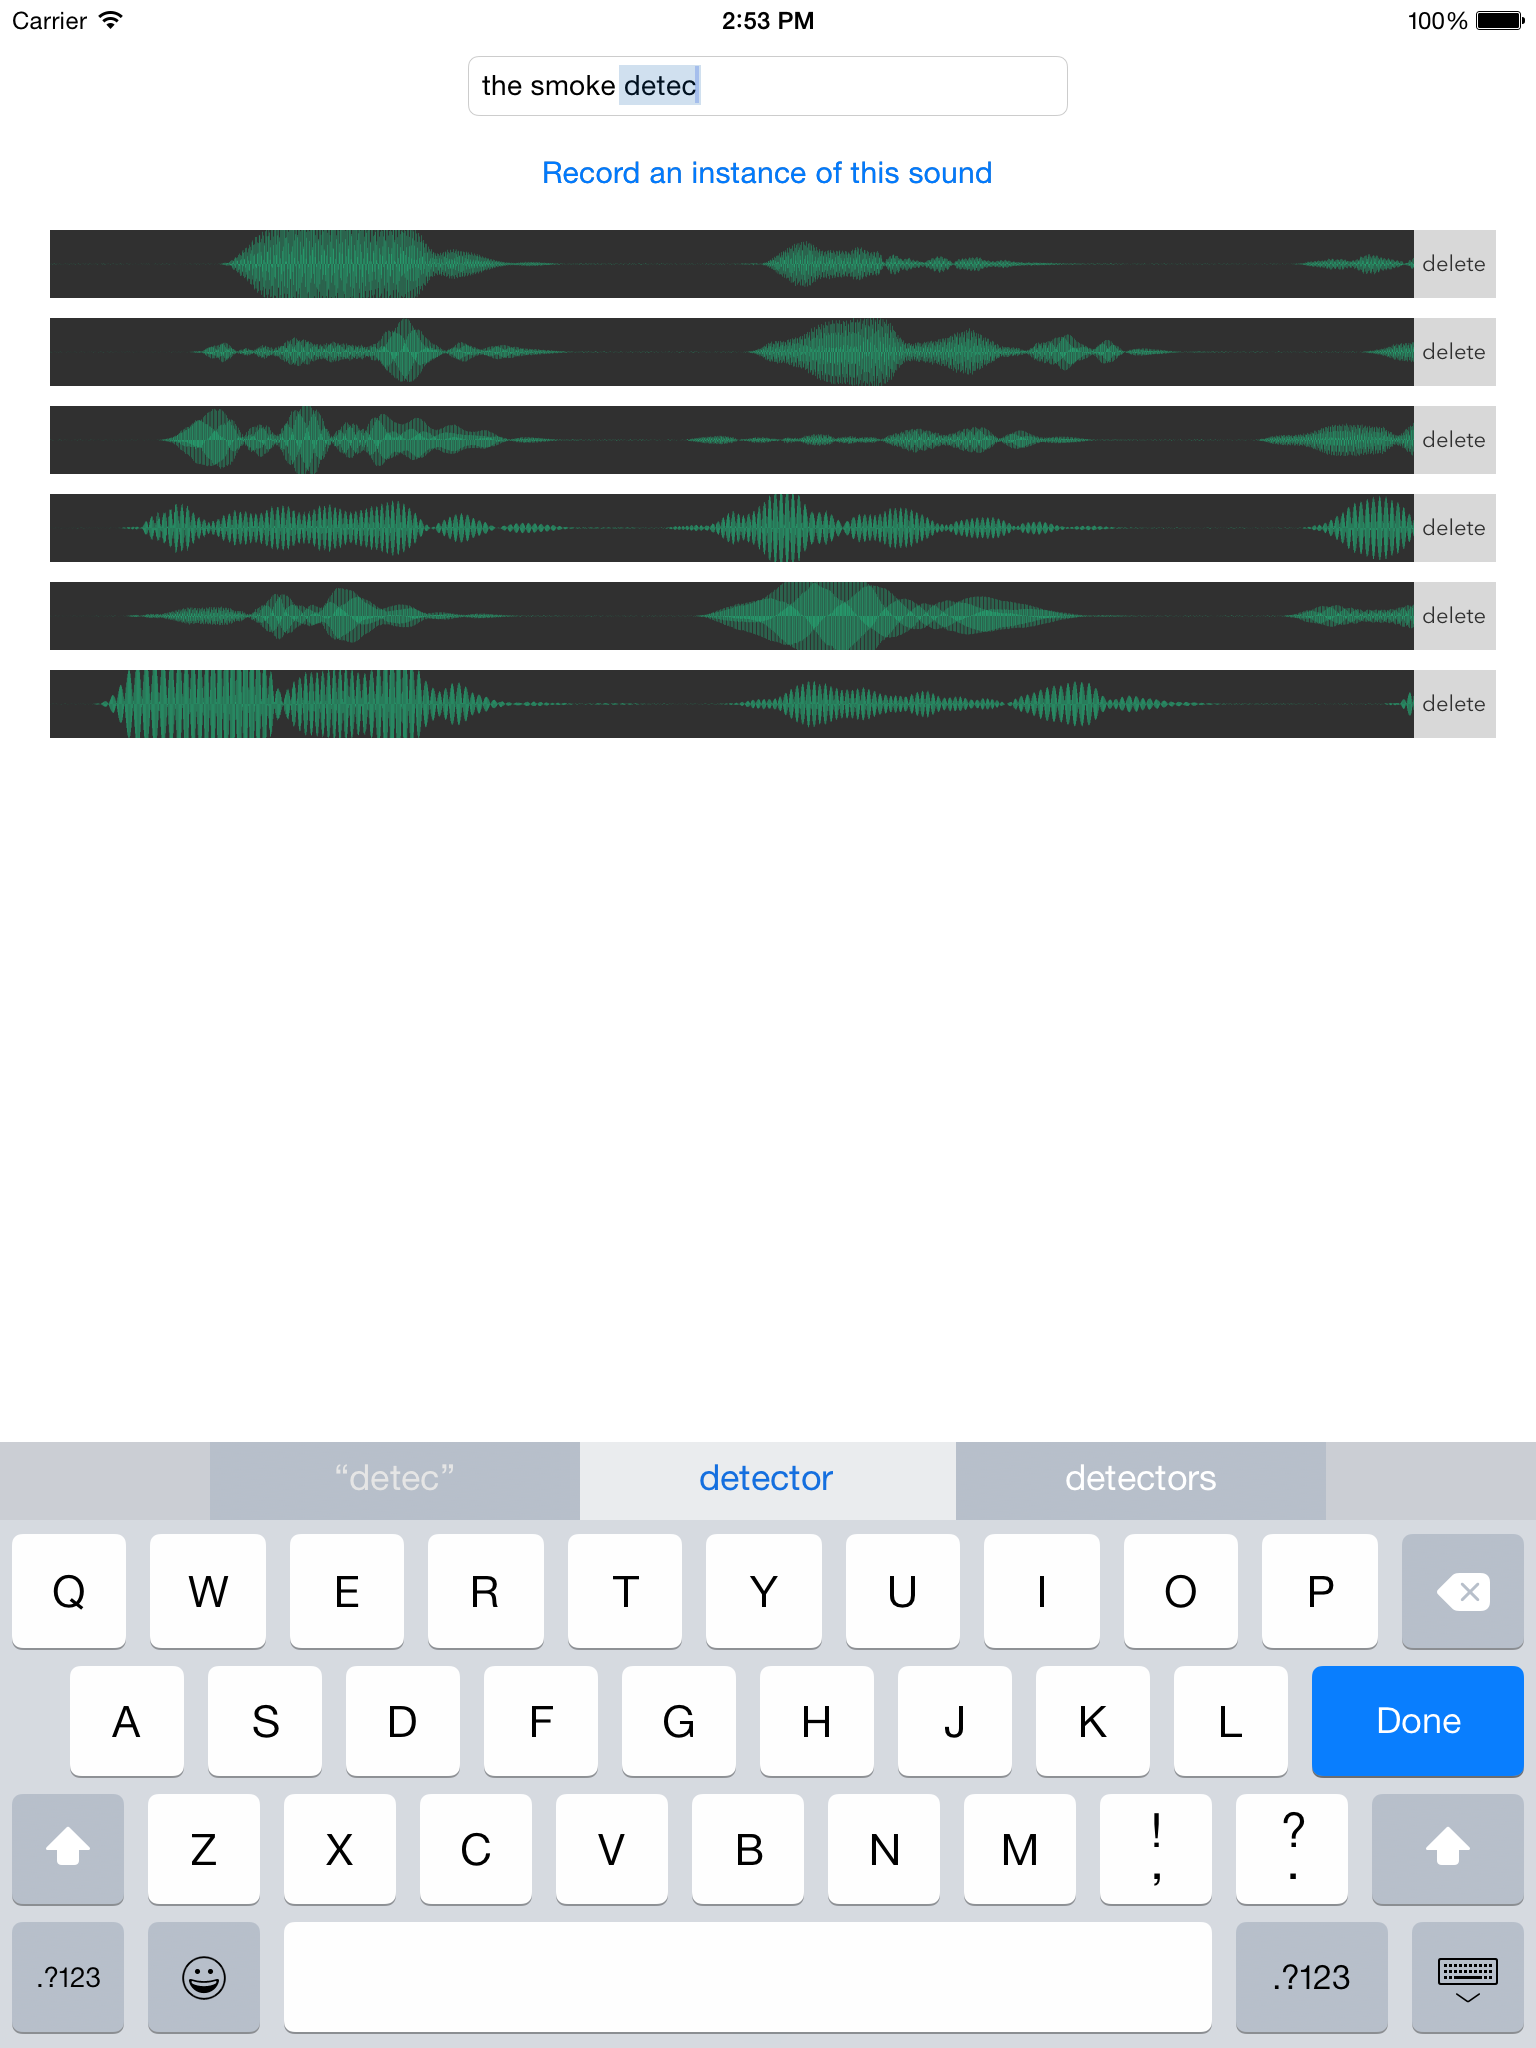 Carrier 2:53 PM 100%
the smoke detec
Record an instance of this sound
delete
delete
delete
delete
delete
delete
“detec” detector detectors
Q W E R T Y U I O P
A S D F G H J K L Done
Z X C V B N M ! , ? .
.?123 .?123